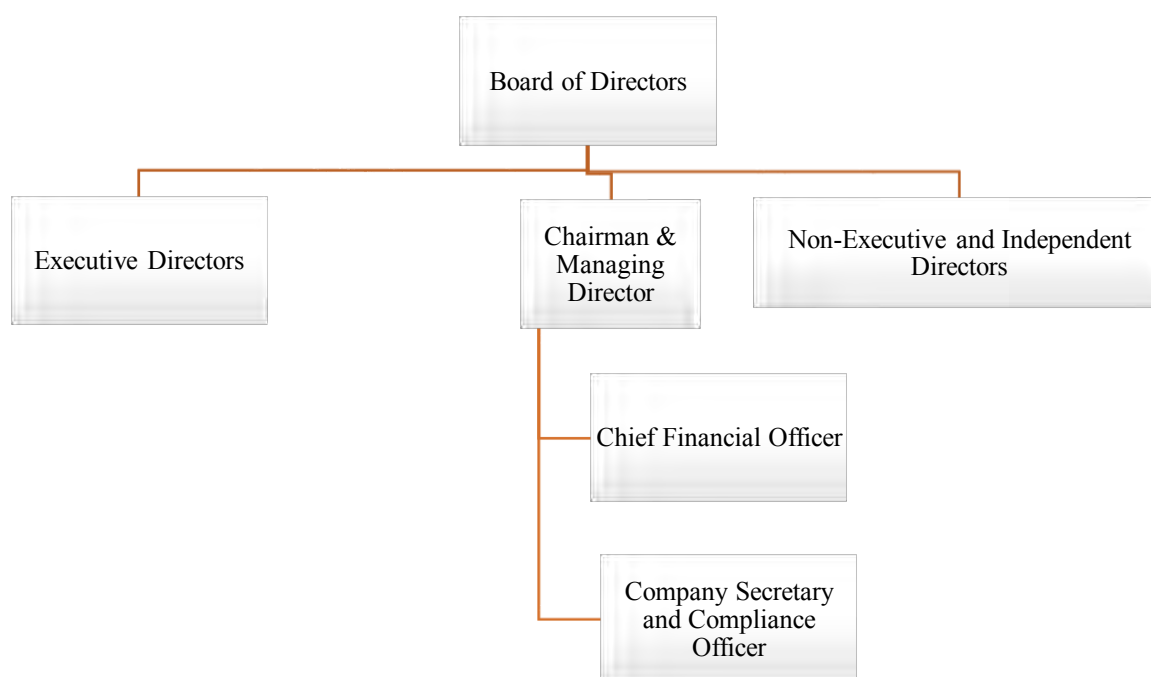 Board of Directors
Executive Directors
Chairman &
Managing
Director
Non-Executive and Independent
Directors
Chief Financial Officer
Company Secretary
and Compliance
Officer